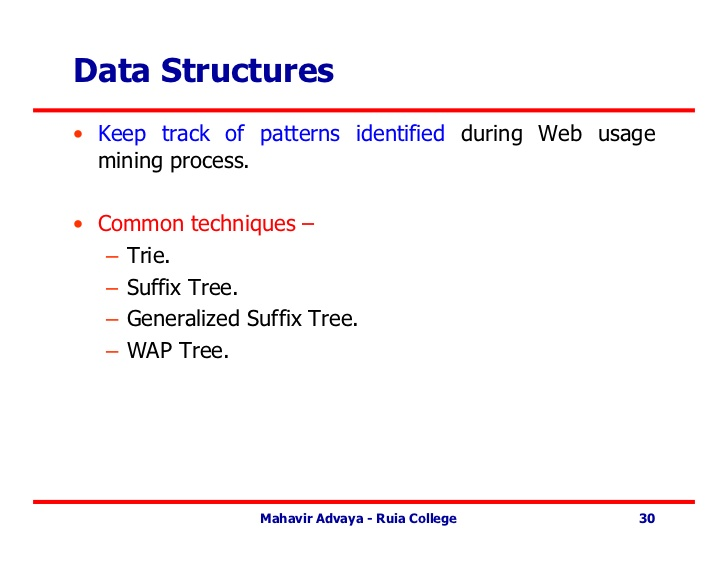 Data Structures
• Keep track of patterns identified during Web usage
mining process.
• Common techniques –
– Trie.
– Suffix Tree.
– Generalized Suffix Tree.
– WAP Tree.
Mahavir Advaya - Ruia College 30